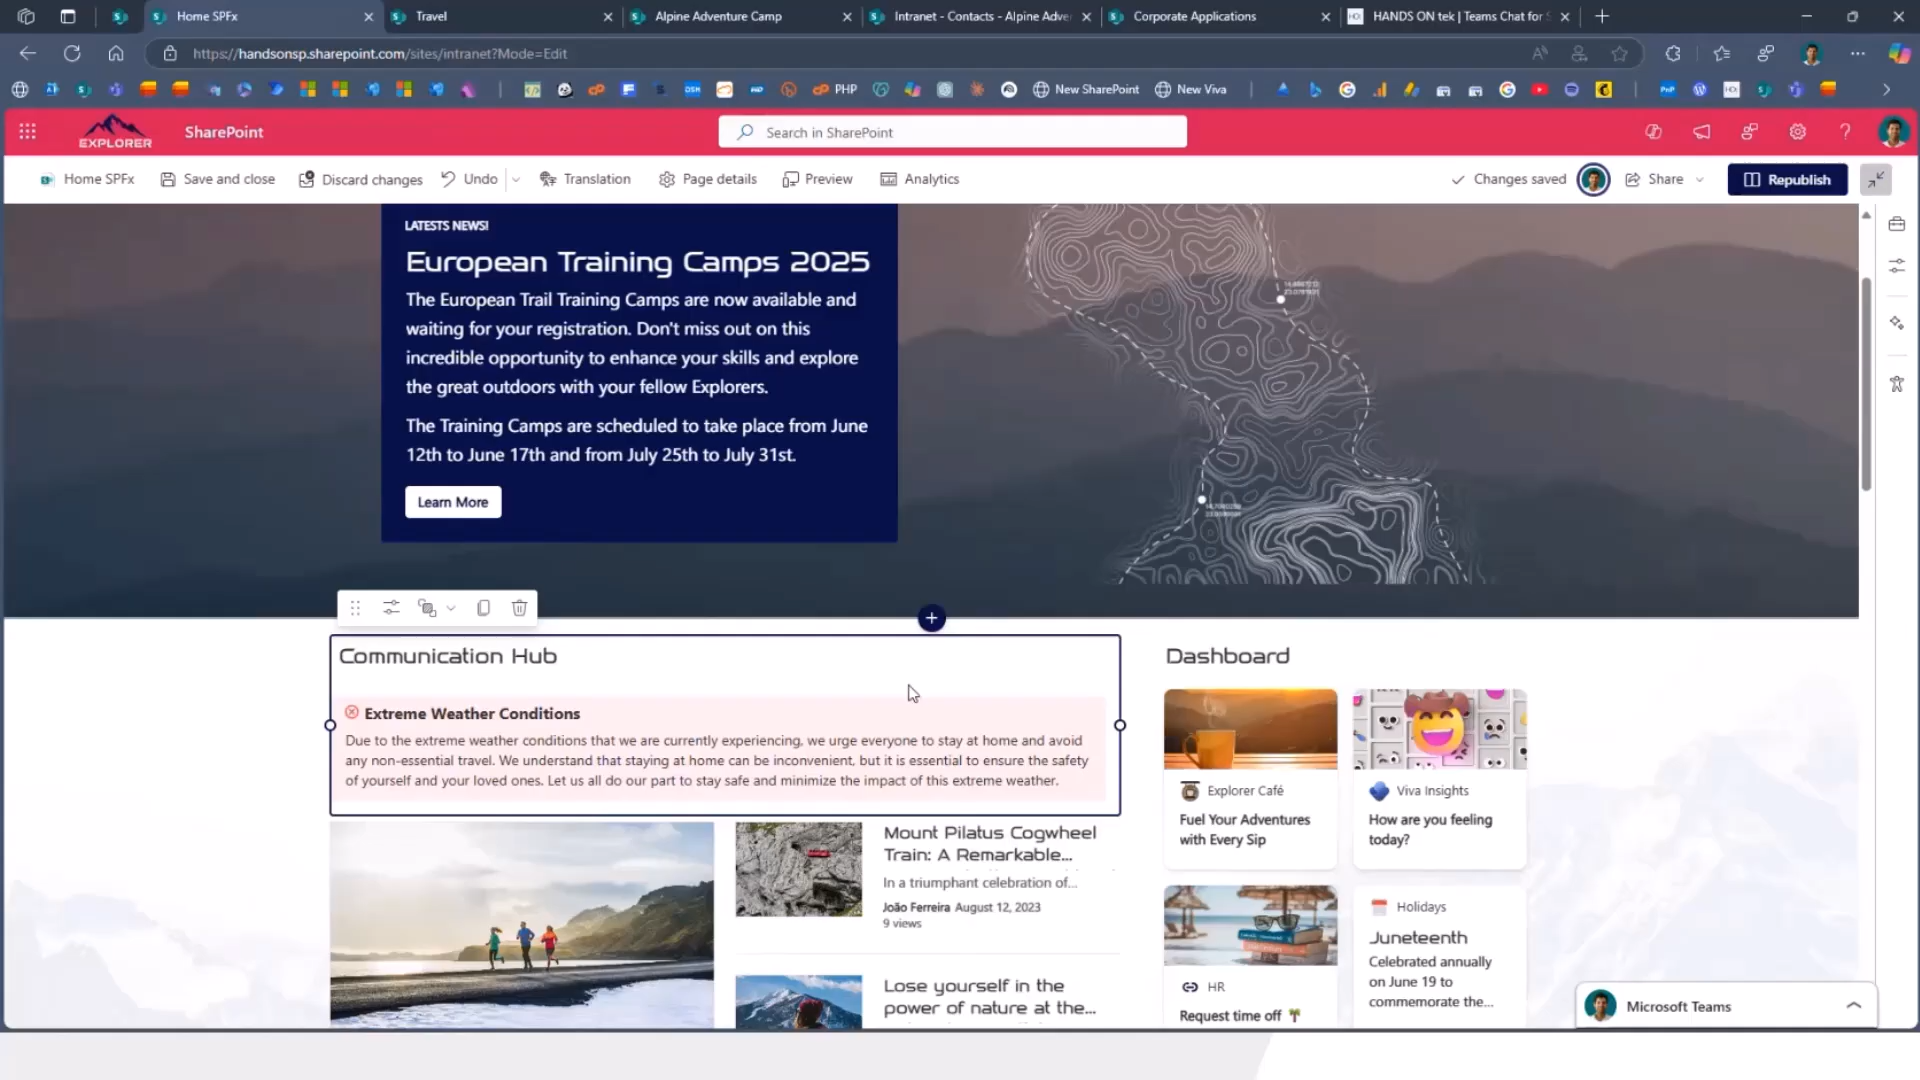 Home SPFx
Travel
Alpine Adventure Camp
Intranet - Contacts - Alpine Adve
Corporate Applications
HANDS ON tek | Teams Chat for S
https://handsonsp.sharepoint.com/sites/intranet?Mode=Edit
PHP
New SharePoint
New Viva
EXPLORER
SharePoint
Search in SharePoint
Home SPFx
Save and close
Discard changes
Undo
Translation
Page details
Preview
Analytics
Changes saved
Share
Republish
LATESTS NEWS!
European Training Camps 2025
The European Trail Training Camps are now available and
waiting for your registration. Don't miss out on this
incredible opportunity to enhance your skills and explore
the great outdoors with your fellow Explorers.
The Training Camps are scheduled to take place from June
12th to June 17th and from July 25th to July 31st.
Learn More
Communication Hub
Extreme Weather Conditions
Due to the extreme weather conditions that we are currently experiencing, we urge everyone to stay at home and avoid
any non-essential travel. We understand that staying at home can be inconvenient, but it is essential to ensure the safety
of yourself and your loved ones. Let us all do our part to stay safe and minimize the impact of this extreme weather.
Mount Pilatus Cogwheel
Train: A Remarkable...
In a triumphant celebration of...
João Ferreira August 12, 2023
9 views
Lose yourself in the
power of nature at the...
Dashboard
Explorer Café
Fuel Your Adventures
with Every Sip
Viva Insights
How are you feeling
today?
HR
Request time off
Holidays
Juneteenth
Celebrated annually
on June 19 to
commemorate the...
Microsoft Teams